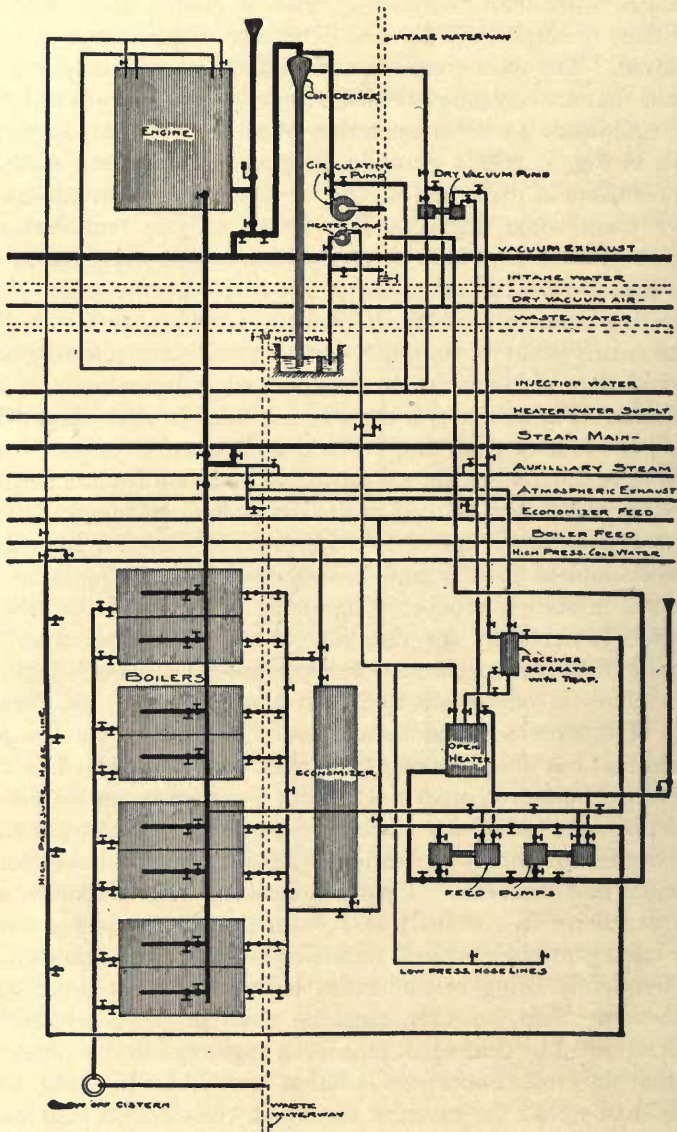 INTAKE WATERWAY
CONDENSER
ENGINE
CIRCULATING
PUMP
DRY VACUUM PUMP
HEATER PUMP
VACUUM EXHAUST
INTAKE WATER
DRY VACUUM AIR-
WASTE WATER
HOT WELL
INJECTION WATER
HEATER WATER SUPPLY
STEAM MAIN-
AUXILLIARY STEAM
ATMOSPHERIC EXHAUST
ECONOMIZER FEED
BOILER FEED
HIGH PRESS. COLD WATER
RECEIVER
SEPARATOR
WITH TRAP.
BOILERS
OPEN
HEATER
ECONOMIZER
HIGH PRESSURE HOSE LINE
FEED PUMPS
LOW PRESS. HOSE LINES
BLOW OFF CISTERN
WASTE
WATERWAY